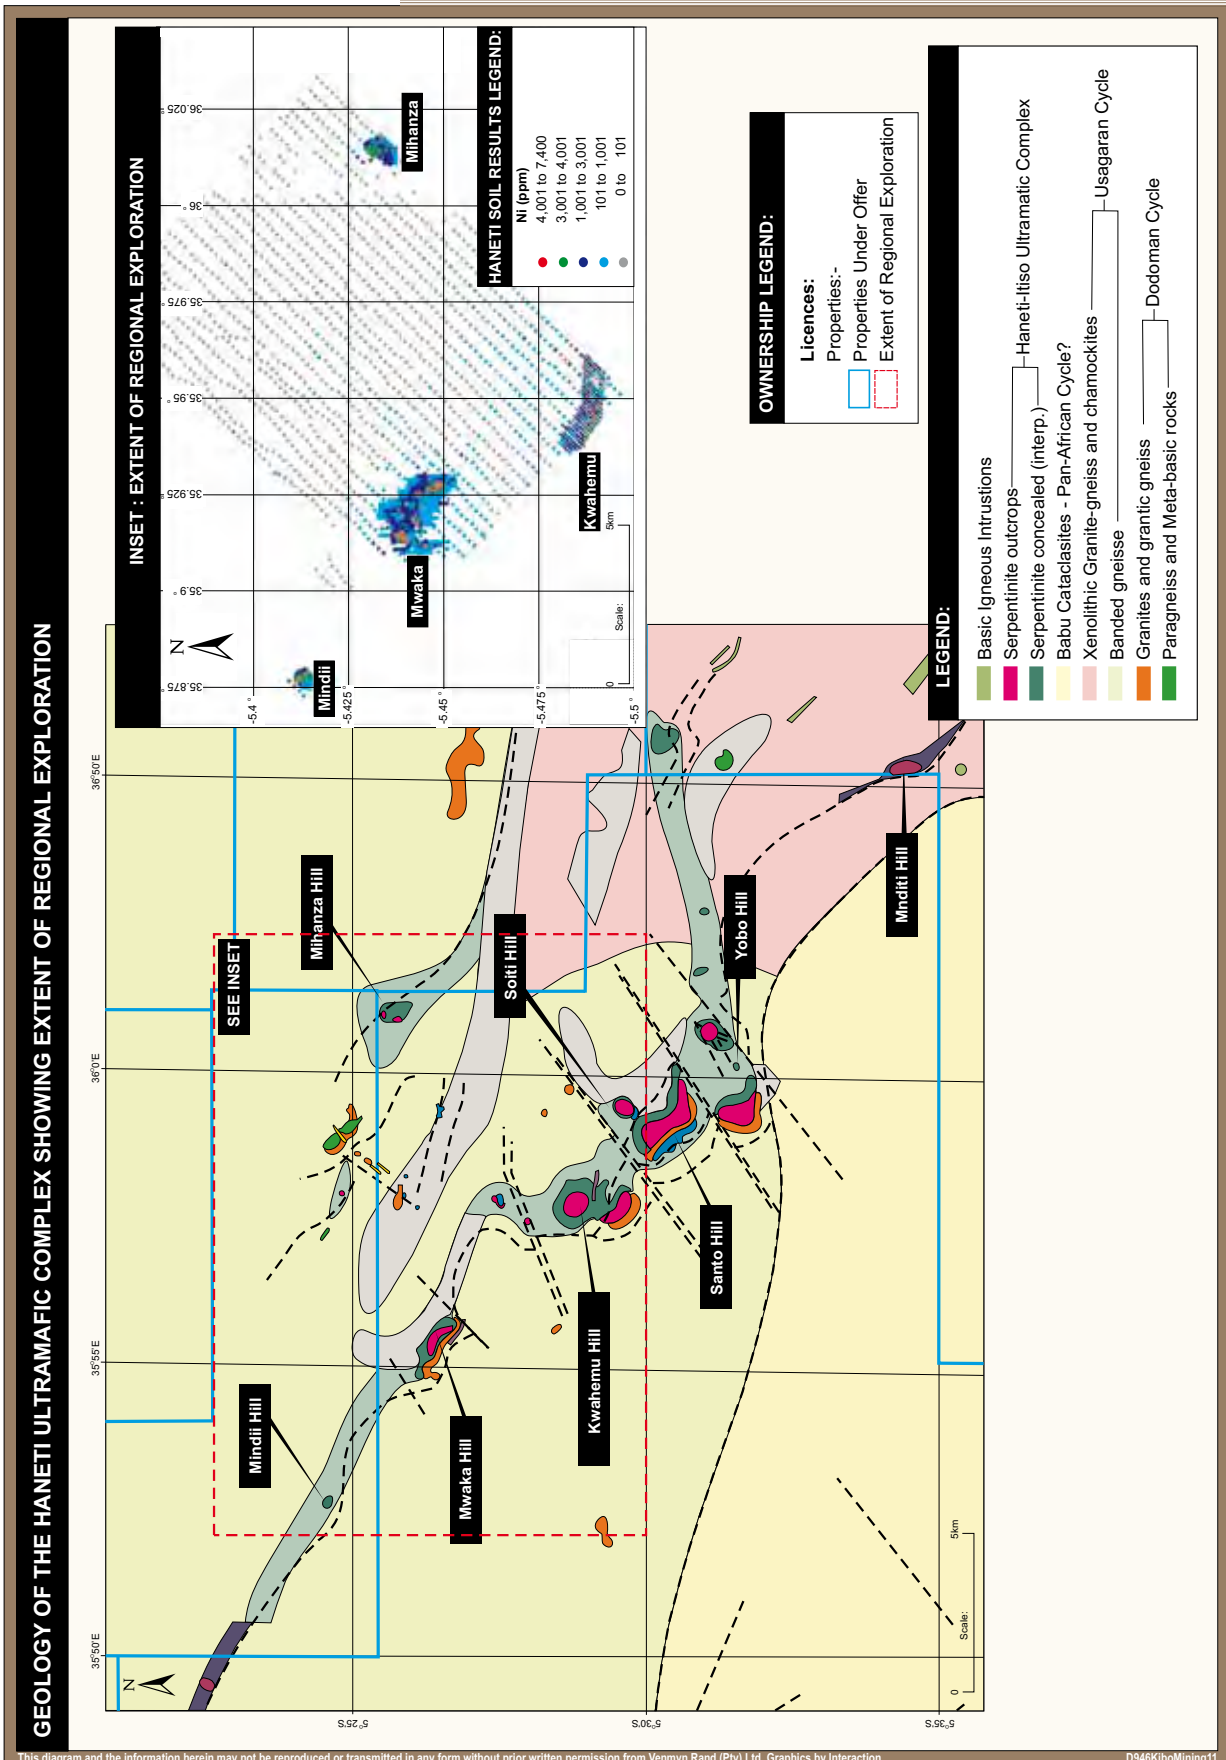 GEOLOGY OF THE HANETI ULTRAMAFIC COMPLEX SHOWING EXTENT OF REGIONAL EXPLORATION
INSET : EXTENT OF REGIONAL EXPLORATION
N
35.875°
35.9°
35.925
35.95°
35.975
36°
36.025
-5.4°
-5.425°
-5.45°
-5.475°
-5.5°
Mindii
Mwaka
Kwahemu
Mihanza
Scale:
0
5km
HANETI SOIL RESULTS LEGEND:
Ni (ppm)
4,001 to 7,400
3,001 to 4,001
1,001 to 3,001
101 to 1,001
0 to 101
35°50'E
35°55'E
36°0'E
36°50'E
5°25'S
5°30'S
5°35'S
N
SEE INSET
Mindii Hill
Mihanza Hill
Mwaka Hill
Soiti Hill
Kwahemu Hill
Santo Hill
Yobo Hill
Mnditi Hill
Scale:
0
5km
OWNERSHIP LEGEND:
Licences:
Properties:-
Properties Under Offer
Extent of Regional Exploration
LEGEND:
Basic Igneous Intrustions
Serpentinite outcrops
Haneti-Itiso Ultramatic Complex
Serpentinite concealed (interp.)
Babu Cataclasites - Pan-African Cycle?
Xenolithic Granite-gneiss and chamockites
Usagaran Cycle
Banded gneisse
Granites and grantic gneiss
Dodoman Cycle
Paragneiss and Meta-basic rocks
This diagram and the information herein may not be reproduced or transmitted in any form without prior written permission from Venmyn Rand (Pty) Ltd. Graphics by Interaction